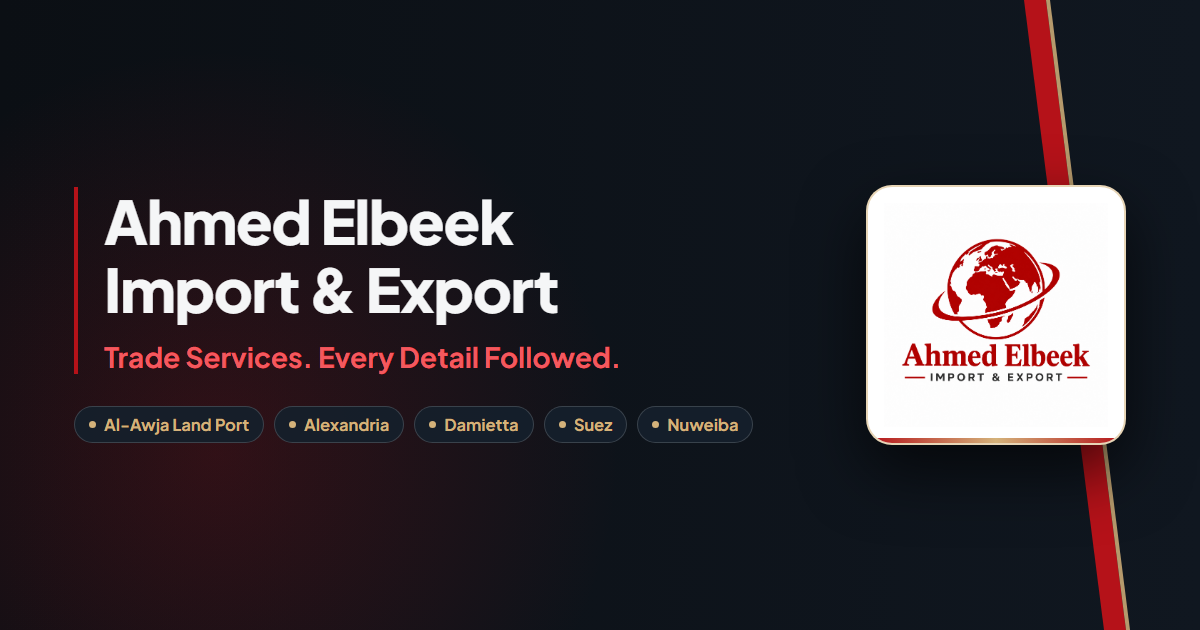 Ahmed Elbeek
Import & Export
Trade Services. Every Detail Followed.
Al-Awja Land Port
Alexandria
Damietta
Suez
Nuweiba
Ahmed Elbeek
IMPORT & EXPORT